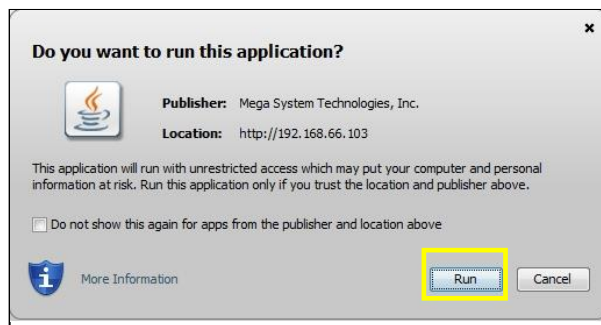 Do you want to run this application?
Publisher: Mega System Technologies, Inc.
Location: http://192.168.66.103
This application will run with unrestricted access which may put your computer and personal
information at risk. Run this application only if you trust the location and publisher above.
Do not show this again for apps from the publisher and location above
More Information
Run
Cancel